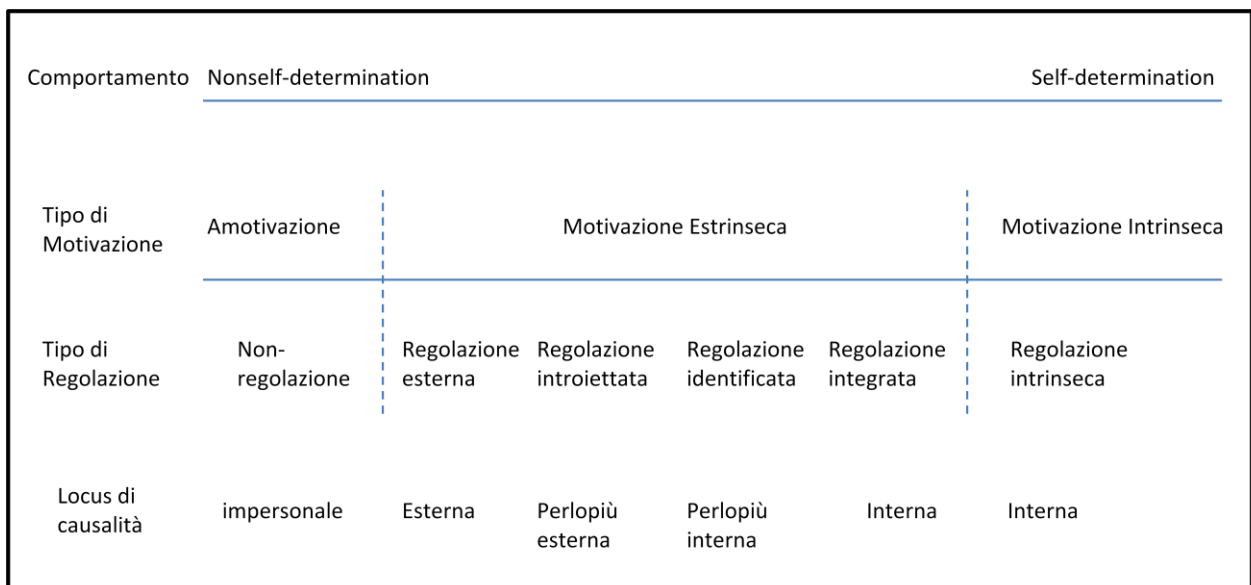 Comportamento Nonself-determination Self-determination
Tipo di
Motivazione
Amotivazione
Motivazione Estrinseca
Motivazione Intrinseca
Tipo di
Regolazione
Non-
regolazione
Regolazione
esterna
Regolazione
introiettata
Regolazione
identificata
Regolazione
integrata
Regolazione
intrinseca
Locus di
causalità
impersonale
Esterna
Perlopiù
esterna
Perlopiù
interna
Interna
Interna